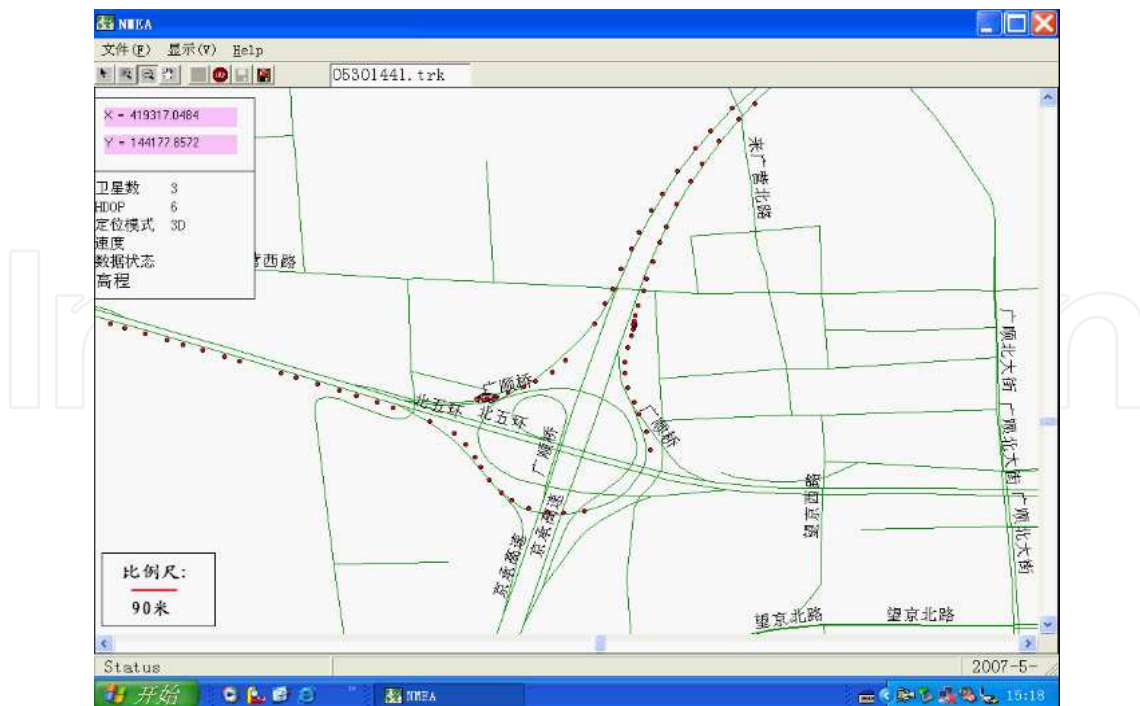 NMEA
文件(F) 显示(V) Help
05301441.trk
X = 419317.0484
Y = 144177.8572
卫星数 3
HDOP 6
定位模式 3D
速度
数据状态
高程
营西路
来广营北路
广顺桥
北五环 北五环
广顺桥
广顺桥
京承高速
京承高速
广顺北大街
广顺北大街
广顺北大街
望京西路
望京北路 望京北路
比例尺:
90米
Status 2007-5-
开始 NMEA 15:18